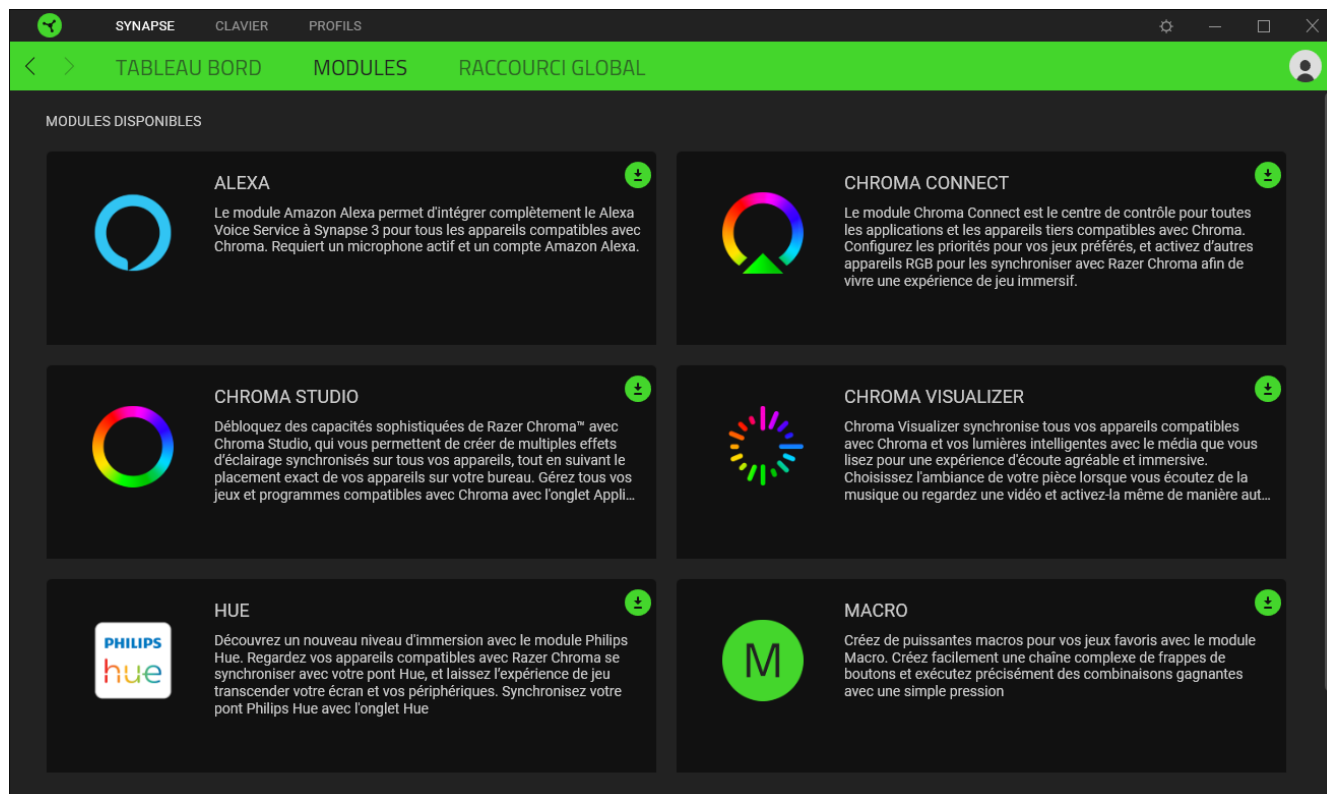 SYNAPSE CLAVIER PROFILS
TABLEAU BORD MODULES RACCOURCI GLOBAL
MODULES DISPONIBLES
ALEXA
Le module Amazon Alexa permet d'intégrer complètement le Alexa
Voice Service à Synapse 3 pour tous les appareils compatibles avec
Chroma. Requiert un microphone actif et un compte Amazon Alexa.
CHROMA CONNECT
Le module Chroma Connect est le centre de contrôle pour toutes
les applications et les appareils tiers compatibles avec Chroma.
Configurez les priorités pour vos jeux préférés, et activez d'autres
appareils RGB pour les synchroniser avec Razer Chroma afin de
vivre une expérience de jeu immersif.
CHROMA STUDIO
Débloquez des capacités sophistiquées de Razer Chroma™ avec
Chroma Studio, qui vous permettent de créer de multiples effets
d'éclairage synchronisés sur tous vos appareils, tout en suivant le
placement exact de vos appareils sur votre bureau. Gérez tous vos
jeux et programmes compatibles avec Chroma avec l'onglet Appli...
CHROMA VISUALIZER
Chroma Visualizer synchronise tous vos appareils compatibles
avec Chroma et vos lumières intelligentes avec le média que vous
lisez pour une expérience d'écoute agréable et immersive.
Choisissez l'ambiance de votre pièce lorsque vous écoutez de la
musique ou regardez une vidéo et activez-la même de manière aut...
PHILIPS
hue
HUE
Découvrez un nouveau niveau d'immersion avec le module Philips
Hue. Regardez vos appareils compatibles avec Razer Chroma se
synchroniser avec votre pont Hue, et laissez l'expérience de jeu
transcender votre écran et vos périphériques. Synchronisez votre
pont Philips Hue avec l'onglet Hue
M
MACRO
Créez de puissantes macros pour vos jeux favoris avec le module
Macro. Créez facilement une chaîne complexe de frappes de
boutons et exécutez précisément des combinaisons gagnantes
avec une simple pression